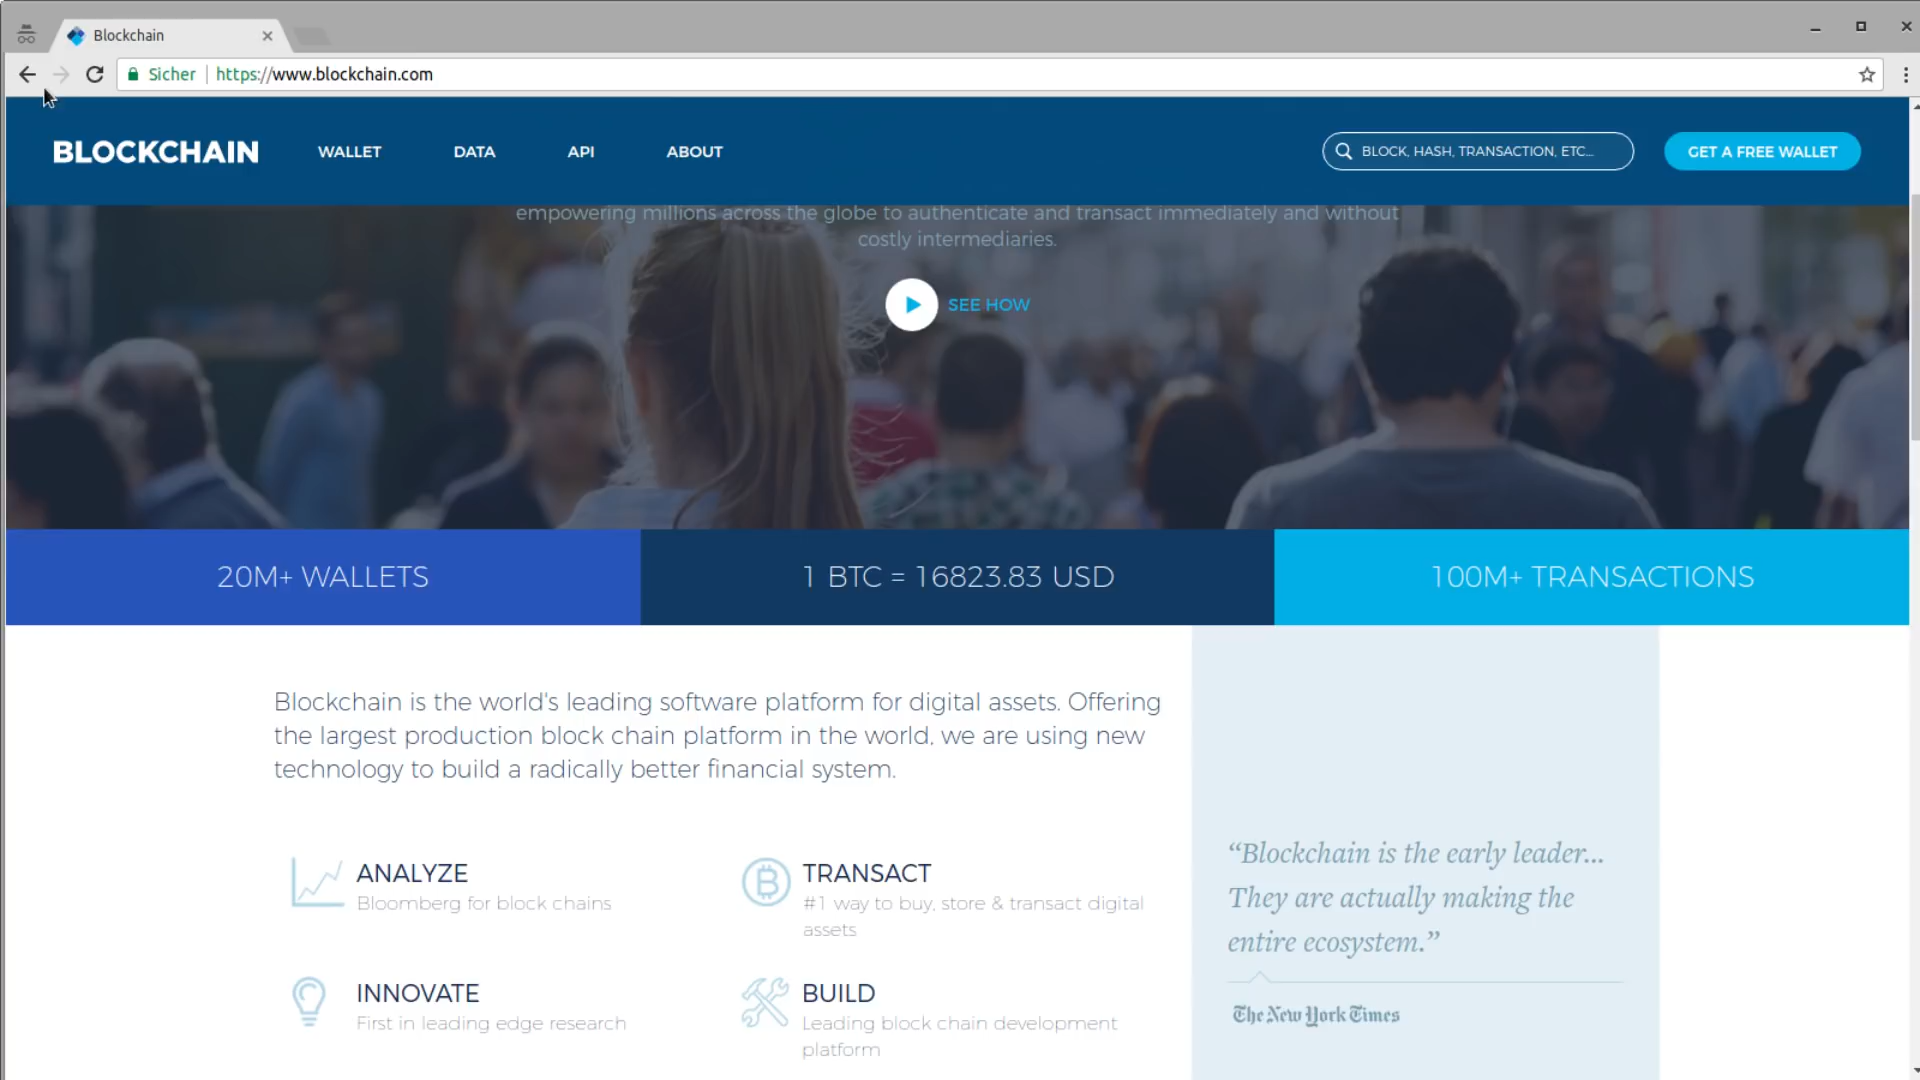 Blockchain
Sicher
https://www.blockchain.com
BLOCKCHAIN
WALLET
DATA
API
ABOUT
BLOCK, HASH, TRANSACTION, ETC...
GET A FREE WALLET
empowering millions across the globe to authenticate and transact immediately and without
costly intermediaries.
SEE HOW
20M+ WALLETS
1 BTC = 16823.83 USD
100M+ TRANSACTIONS
Blockchain is the world's leading software platform for digital assets. Offering
the largest production block chain platform in the world, we are using new
technology to build a radically better financial system.
ANALYZE
Bloomberg for block chains
TRANSACT
#1 way to buy, store & transact digital
assets
INNOVATE
First in leading edge research
BUILD
Leading block chain development
platform
“Blockchain is the early leader...
They are actually making the
entire ecosystem.”
The New York Times